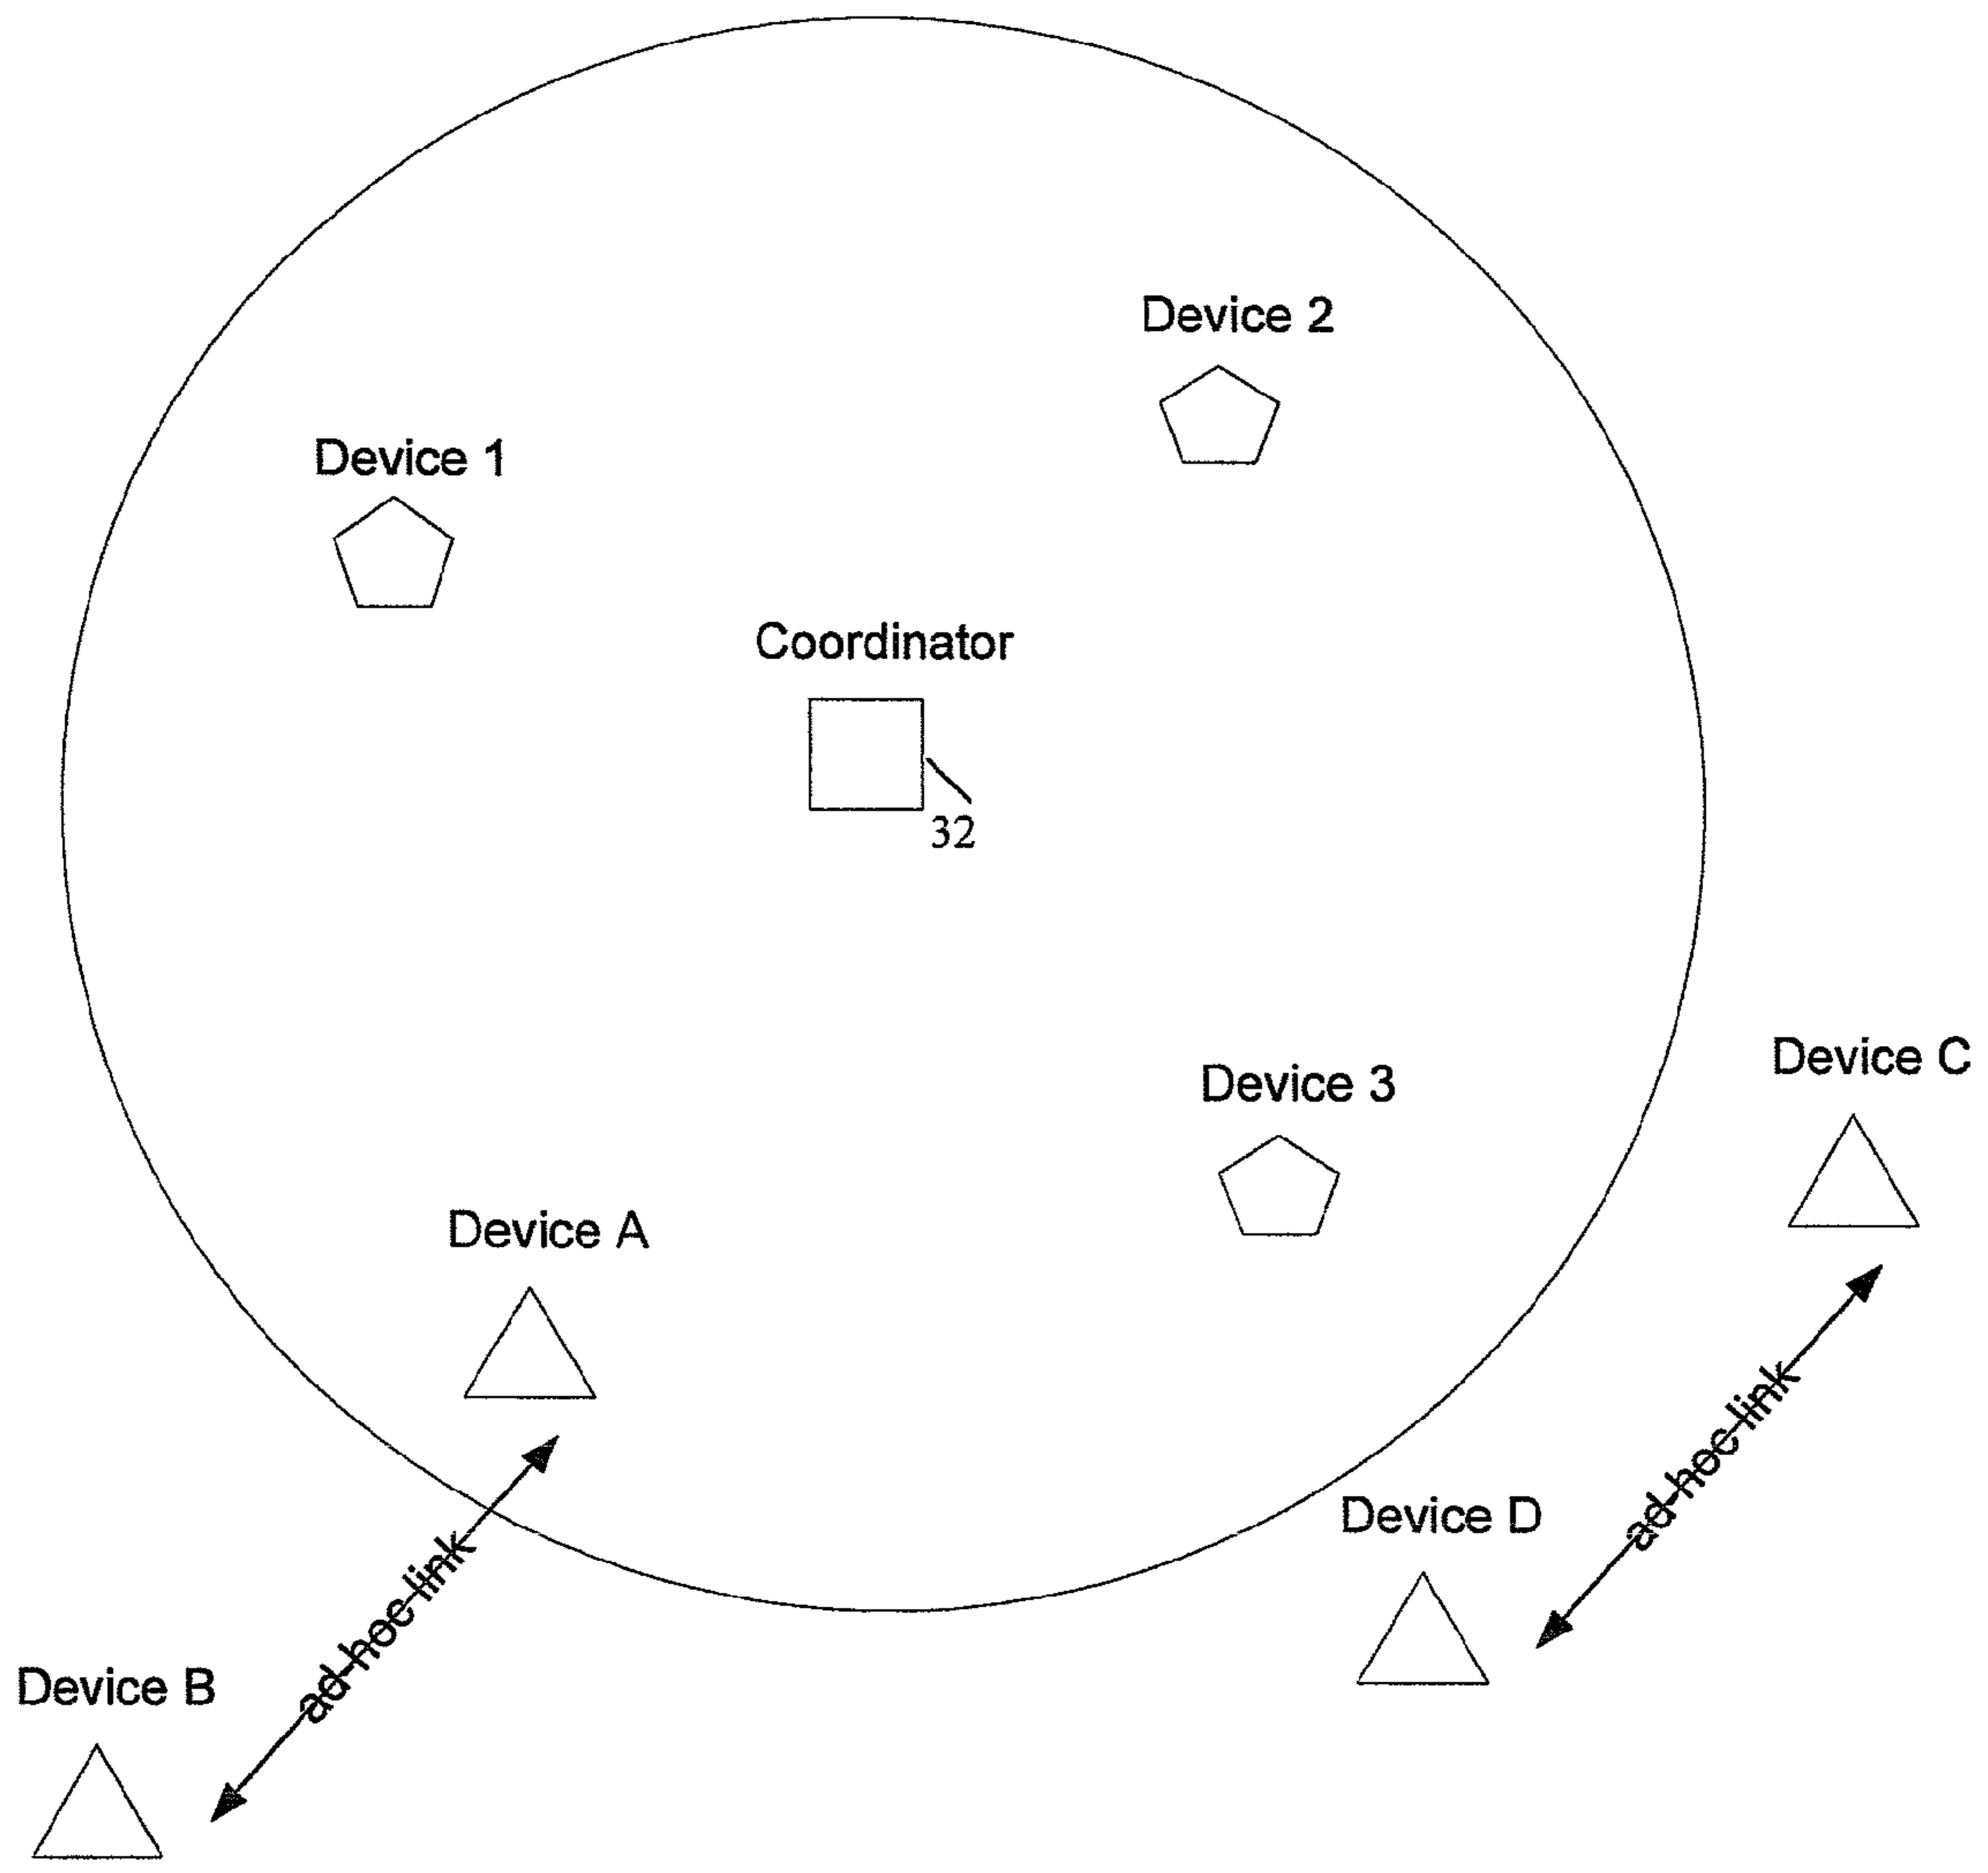 Device 2
Device 1
Coordinator
32
Device C
Device 3
Device A
ad-hoc link
Device D
ad-hoc link
Device B